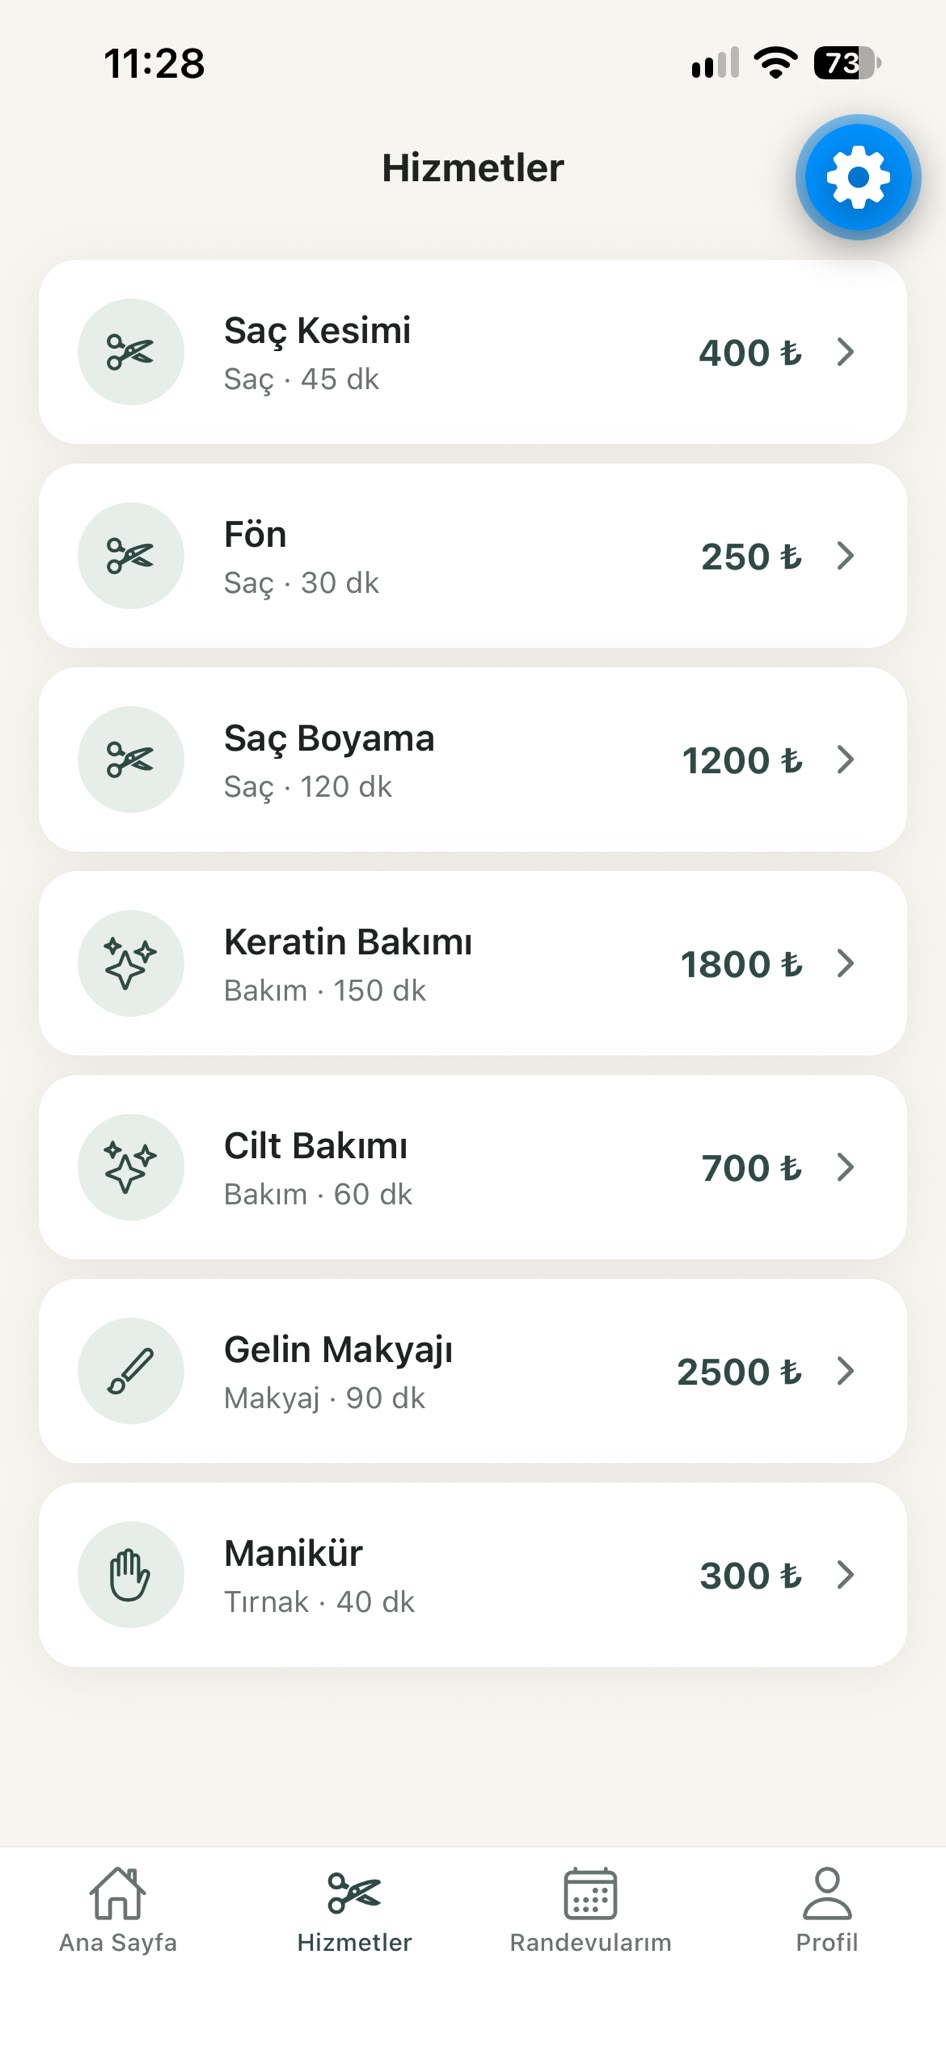 11:28
73
Hizmetler
Saç Kesimi
Saç · 45 dk
400 ₺
Fön
Saç · 30 dk
250 ₺
Saç Boyama
Saç · 120 dk
1200 ₺
Keratin Bakımı
Bakım · 150 dk
1800 ₺
Cilt Bakımı
Bakım · 60 dk
700 ₺
Gelin Makyajı
Makyaj · 90 dk
2500 ₺
Manikür
Tırnak · 40 dk
300 ₺
Ana Sayfa
Hizmetler
Randevularım
Profil